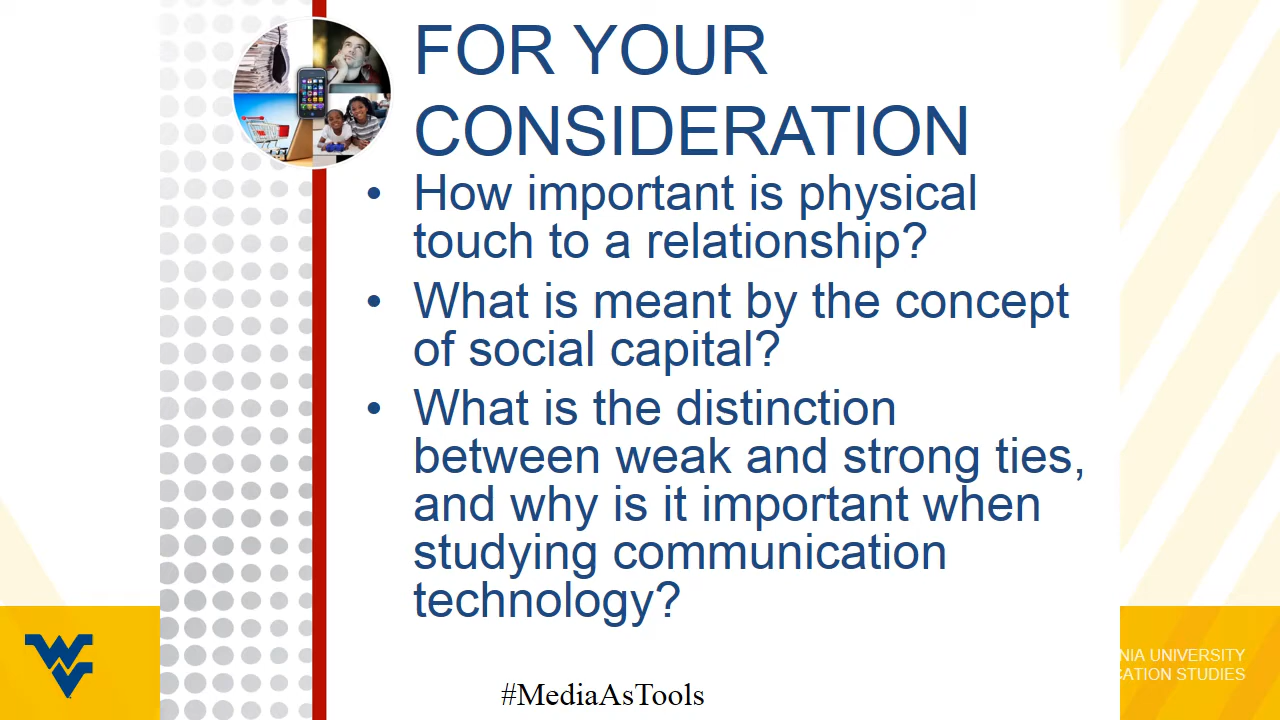 FOR YOUR
CONSIDERATION
• How important is physical
touch to a relationship?
• What is meant by the concept
of social capital?
• What is the distinction
between weak and strong ties,
and why is it important when
studying communication
technology?
#MediaAsTools
UNIVERSITY
STUDIES